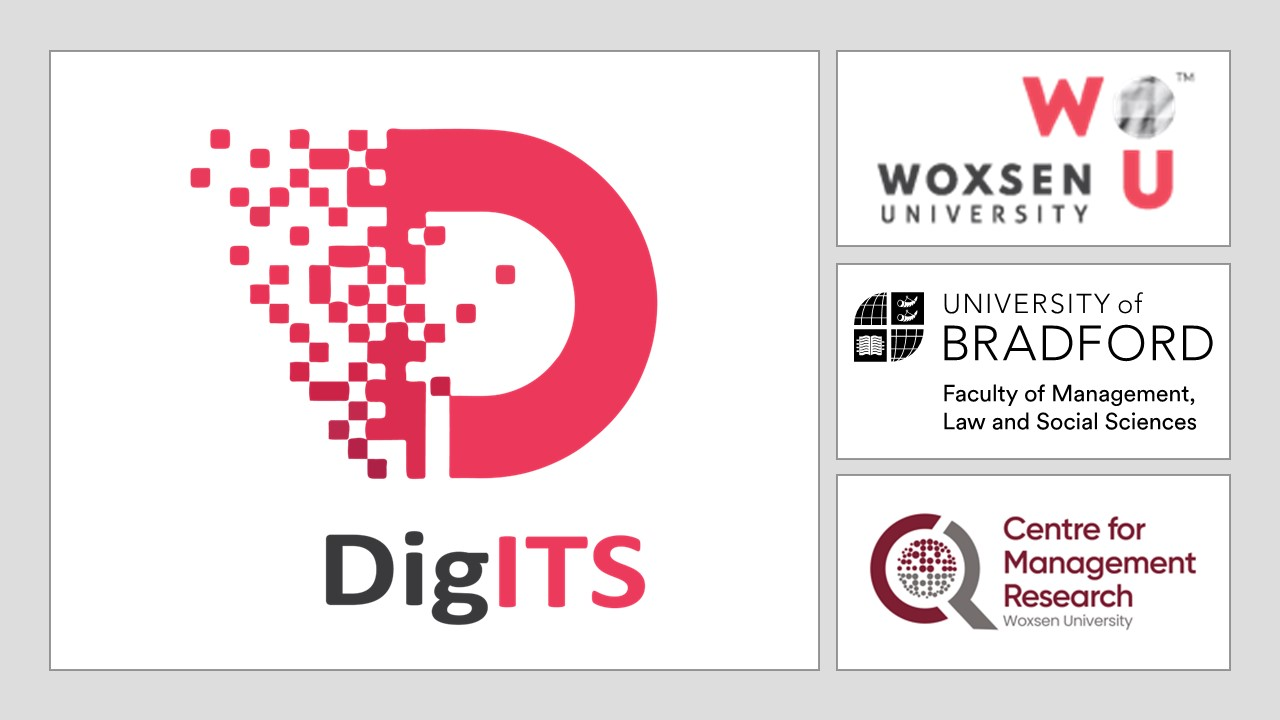 DigITS
W TM
WOXSEN U
UNIVERSITY
UNIVERSITY of
BRADFORD
Faculty of Management,
Law and Social Sciences
Centre for
Management
Research
Woxsen University